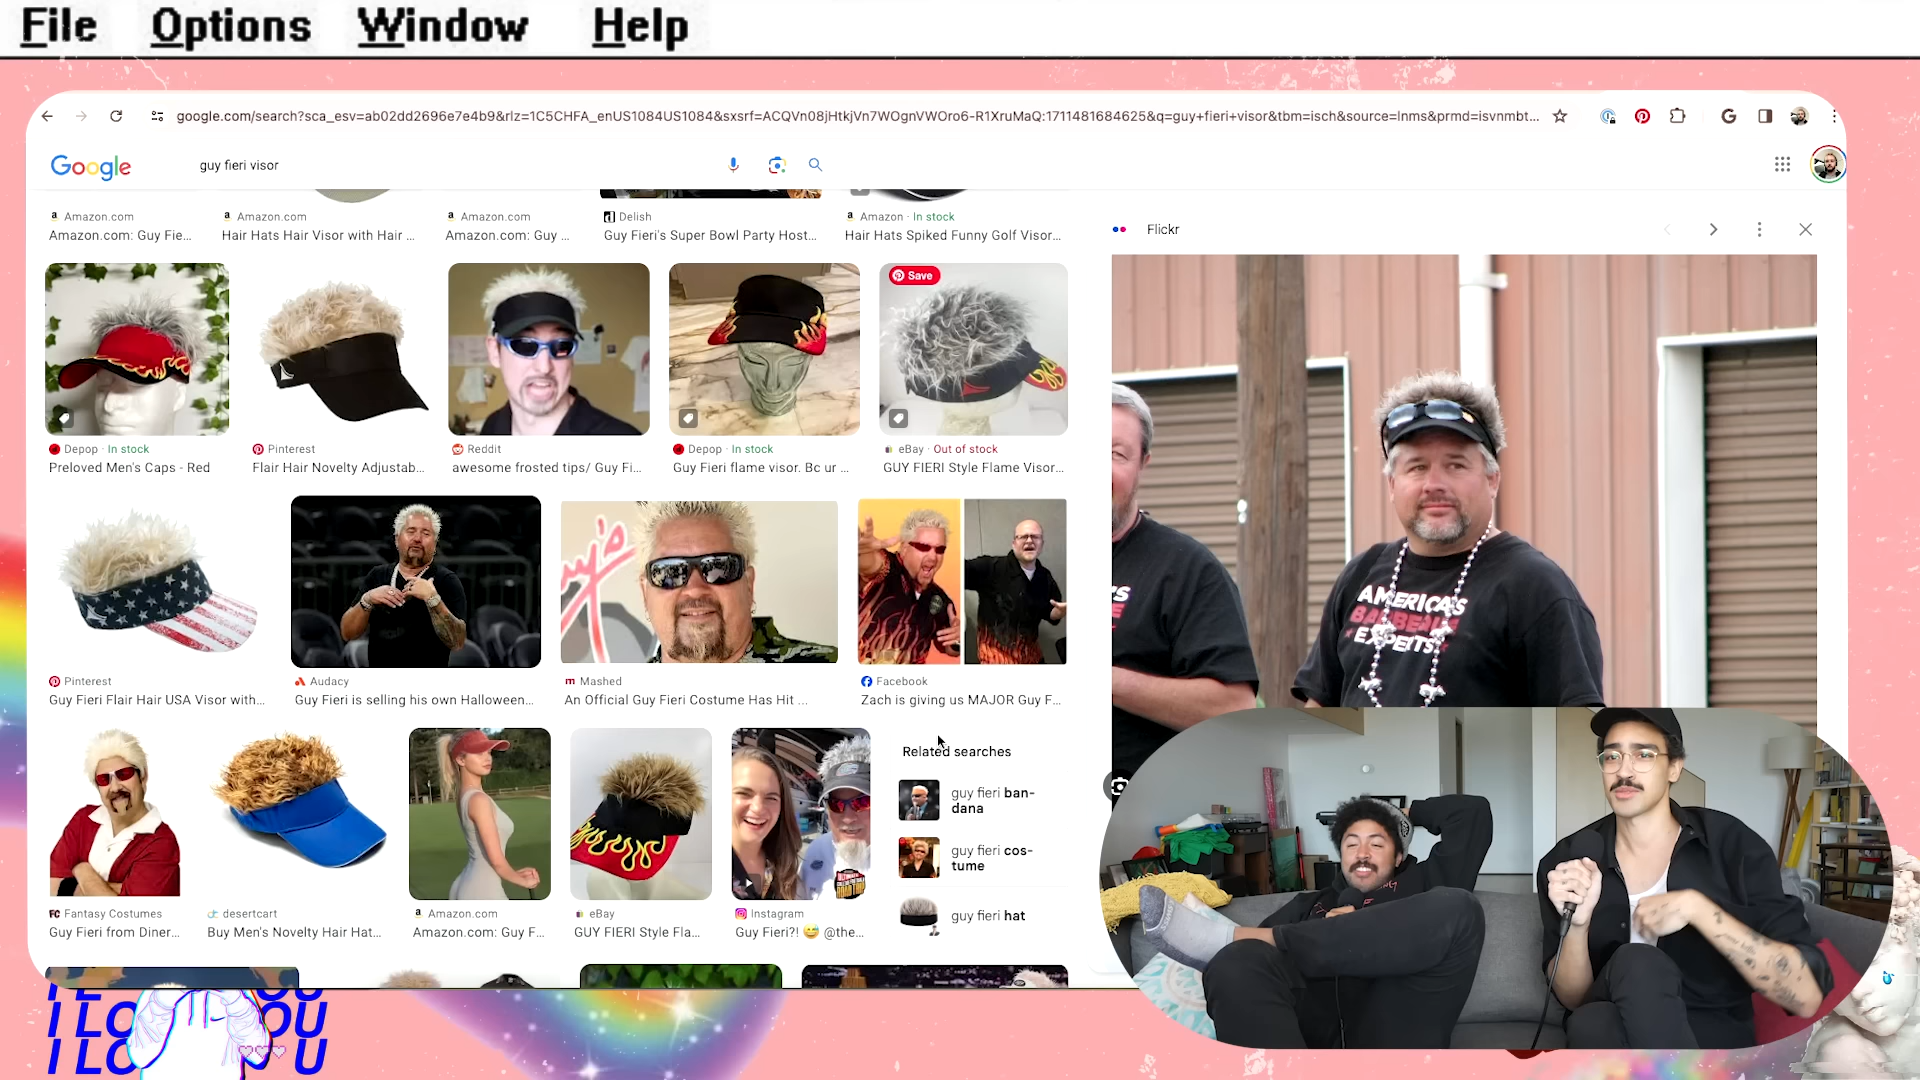 File Options Window Help
google.com/search?sca_esv=ab02dd2696e7e4b9&rlz=1C5CHFA_enUS1084US1084&sxsrf=ACQVn08jHtkjVn7WOgnVWOro6-R1XruMaQ:1711481684625&q=guy+fieri+visor&tbm=isch&source=lnms&prmd=isvnmbt...
Google guy fieri visor
Amazon.com
Amazon.com: Guy Fie...
Amazon.com
Hair Hats Hair Visor with Hair ...
Amazon.com
Amazon.com: Guy ...
Delish
Guy Fieri's Super Bowl Party Host...
Amazon · In stock
Hair Hats Spiked Funny Golf Visor...
Flickr
Save
Depop · In stock
Preloved Men's Caps - Red
Pinterest
Flair Hair Novelty Adjustab...
Reddit
awesome frosted tips/ Guy Fi...
Depop · In stock
Guy Fieri flame visor. Bc ur ...
eBay · Out of stock
GUY FIERI Style Flame Visor...
AMERICA'S
BARBECUE
EXPERTS
Pinterest
Guy Fieri Flair Hair USA Visor with...
Audacy
Guy Fieri is selling his own Halloween...
Mashed
An Official Guy Fieri Costume Has Hit ...
Facebook
Zach is giving us MAJOR Guy F...
Fantasy Costumes
Guy Fieri from Diner...
desertcart
Buy Men's Novelty Hair Hat...
Amazon.com
Amazon.com: Guy F...
eBay
GUY FIERI Style Fla...
Instagram
Guy Fieri?! 😅 @the...
Related searches
guy fieri ban-
dana
guy fieri cos-
tume
guy fieri hat
I LO OU
I LO U